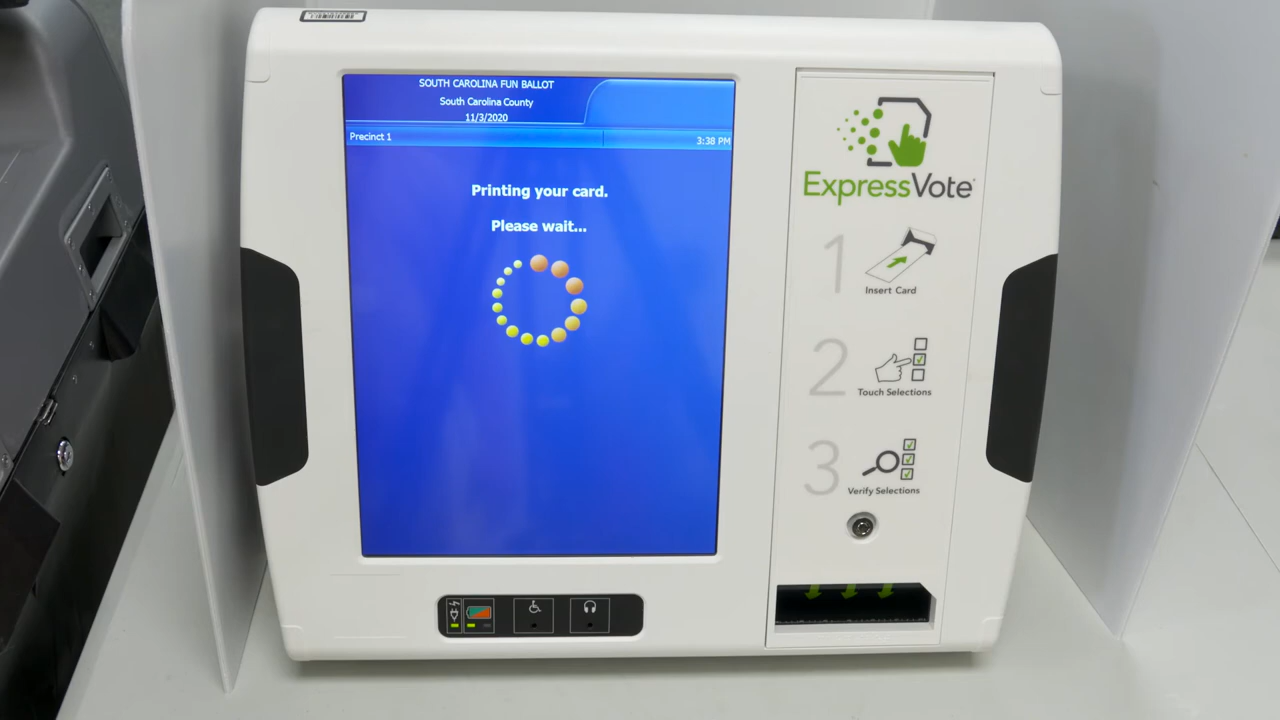 SOUTH CAROLINA FUN BALLOT
South Carolina County
11/3/2020
Precinct 1
3:38 PM
Printing your card.
Please wait...
ExpressVote
1
Insert Card
2
Touch Selections
3
Verify Selections